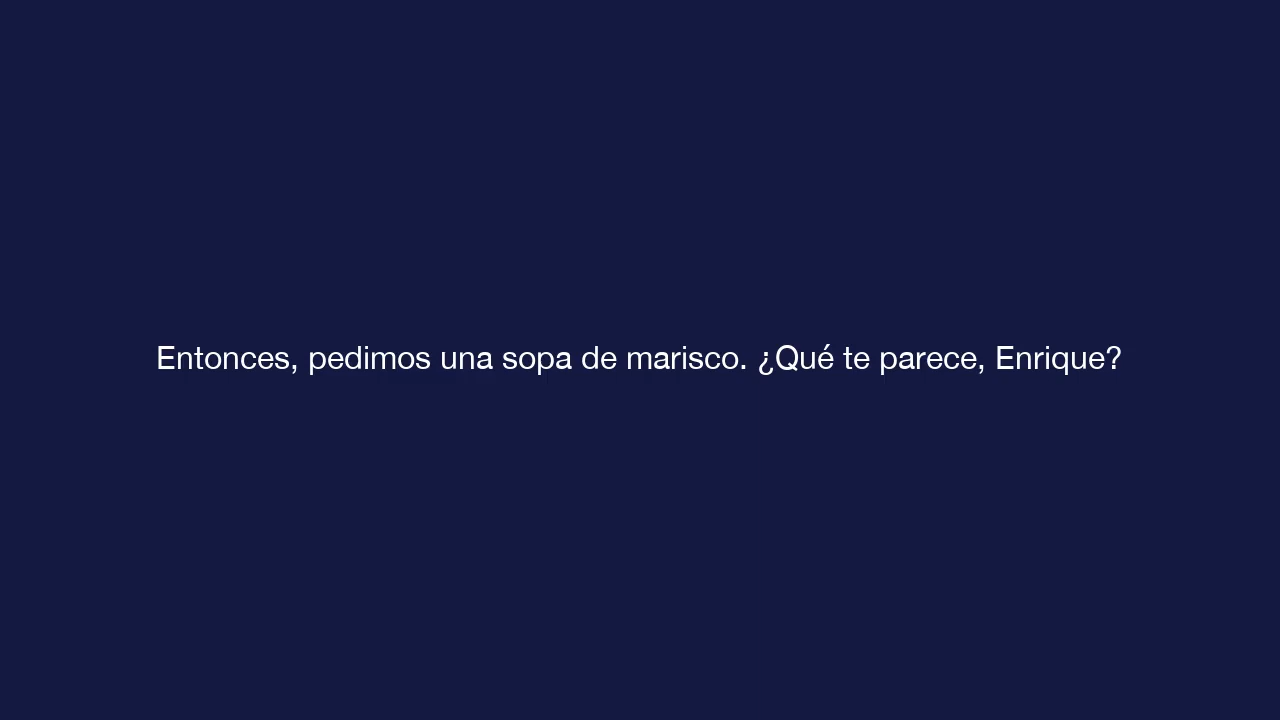 Entonces, pedimos una sopa de marisco. ¿Qué te parece, Enrique?